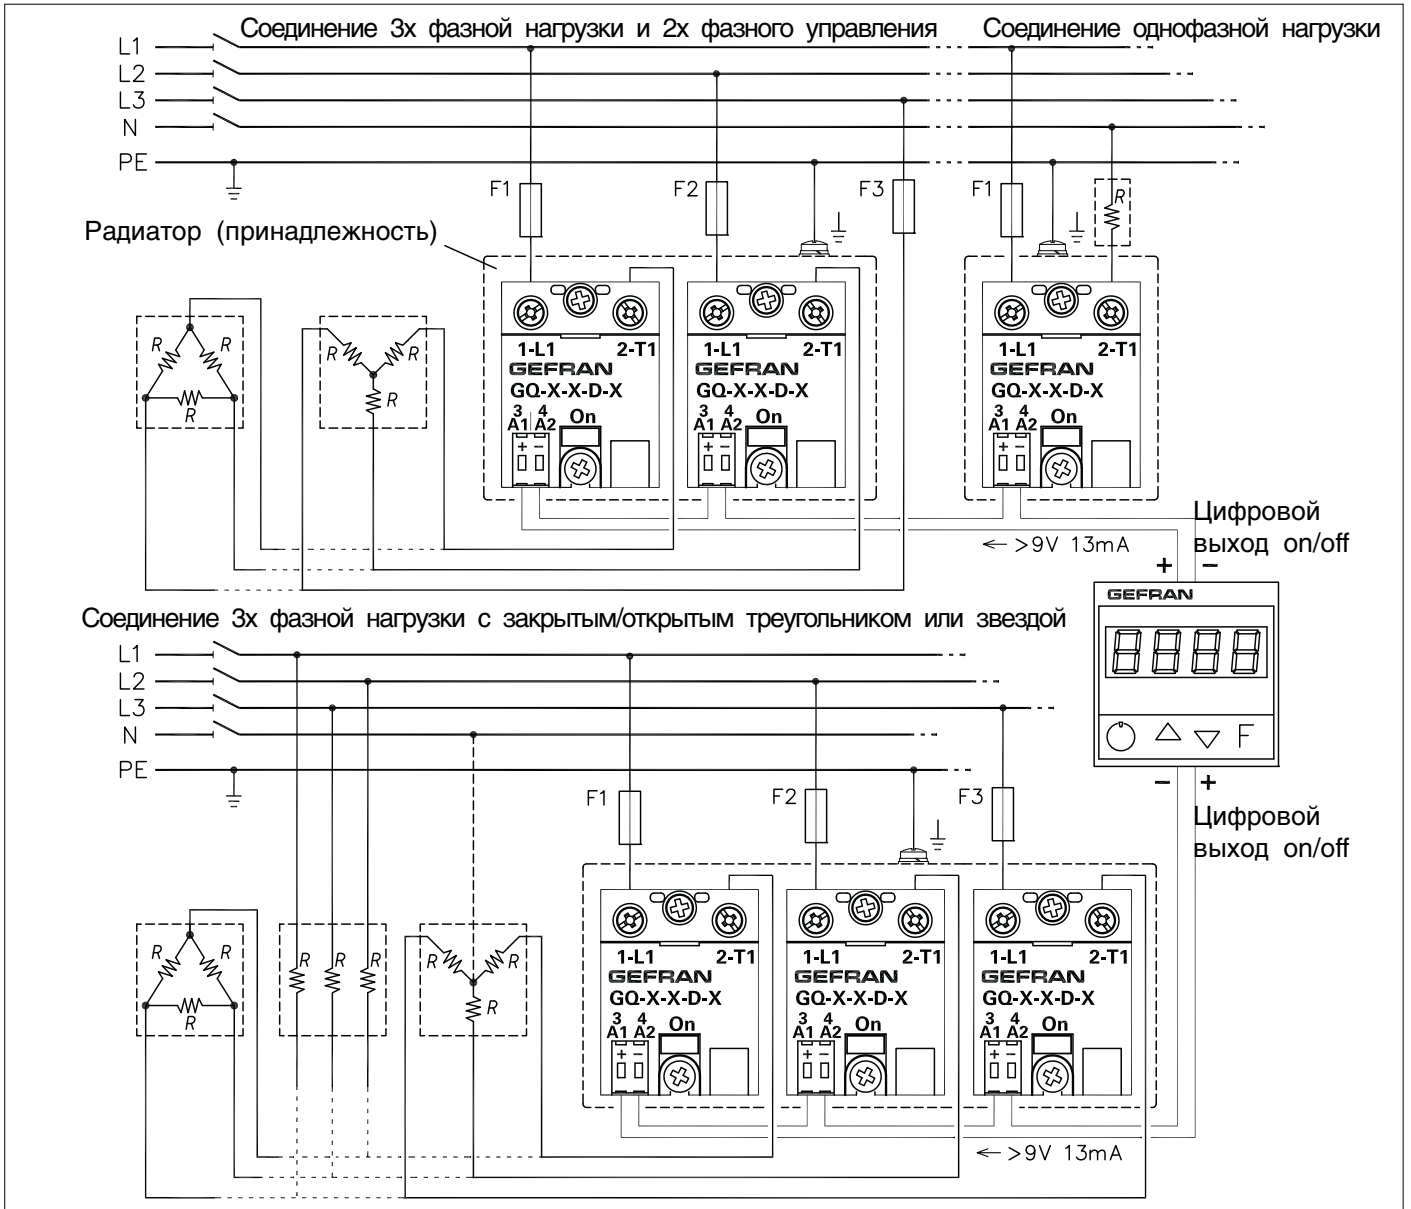 Соединение 3х фазной нагрузки и 2х фазного управления
Соединение однофазной нагрузки
L1
L2
L3
N
PE
F1
F2
F3
F1
R
Радиатор (принадлежность)
R
R
R
R
R
R
1-L1 2-T1
GEFRAN
GQ-X-X-D-X
3 4
A1 A2 On
+ −
1-L1 2-T1
GEFRAN
GQ-X-X-D-X
3 4
A1 A2 On
+ −
1-L1 2-T1
GEFRAN
GQ-X-X-D-X
3 4
A1 A2 On
+ −
Цифровой
выход on/off
← >9V 13mA
+ −
GEFRAN
8888
F
− +
Цифровой
выход on/off
Соединение 3х фазной нагрузки с закрытым/открытым треугольником или звездой
L1
L2
L3
N
PE
F1
F2
F3
R
R
R
R
R
R
R
R
R
1-L1 2-T1
GEFRAN
GQ-X-X-D-X
3 4
A1 A2 On
+ −
1-L1 2-T1
GEFRAN
GQ-X-X-D-X
3 4
A1 A2 On
+ −
1-L1 2-T1
GEFRAN
GQ-X-X-D-X
3 4
A1 A2 On
+ −
← >9V 13mA